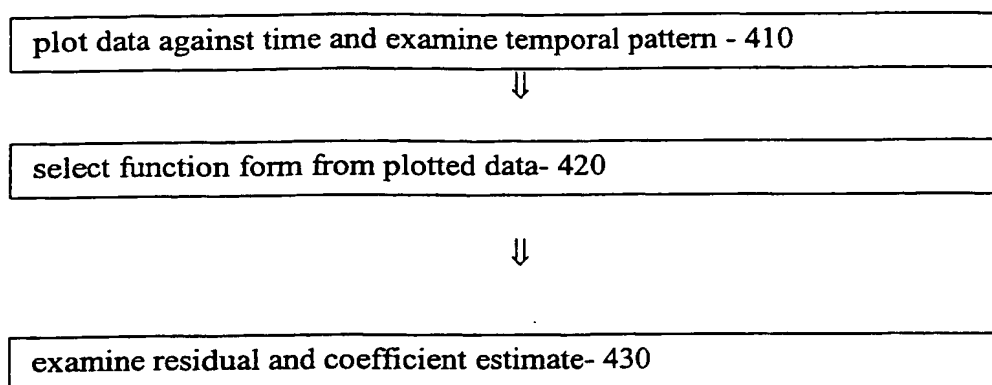 plot data against time and examine temporal pattern - 410
⇓
select function form from plotted data- 420
⇓
examine residual and coefficient estimate- 430